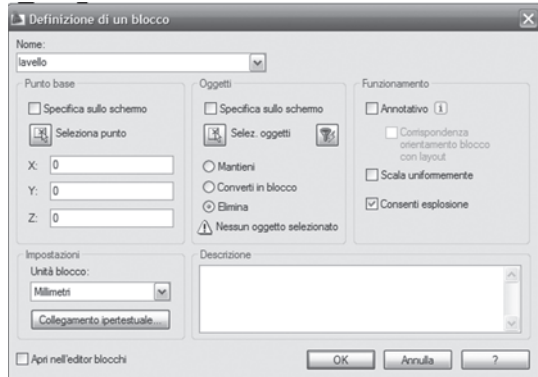 Definizione di un blocco
Nome:
lavello
Punto base
Specifica sullo schermo
Seleziona punto
X: 0
Y: 0
Z: 0
Oggetti
Specifica sullo schermo
Selez. oggetti
Mantieni
Converti in blocco
Elimina
Nessun oggetto selezionato
Funzionamento
Annotativo i
Corrispondenza
orientamento blocco
con layout
Scala uniformemente
Consenti esplosione
Impostazioni
Unità blocco:
Millimetri
Collegamento ipertestuale...
Descrizione
Apri nell'editor blocchi
OK
Annulla
?